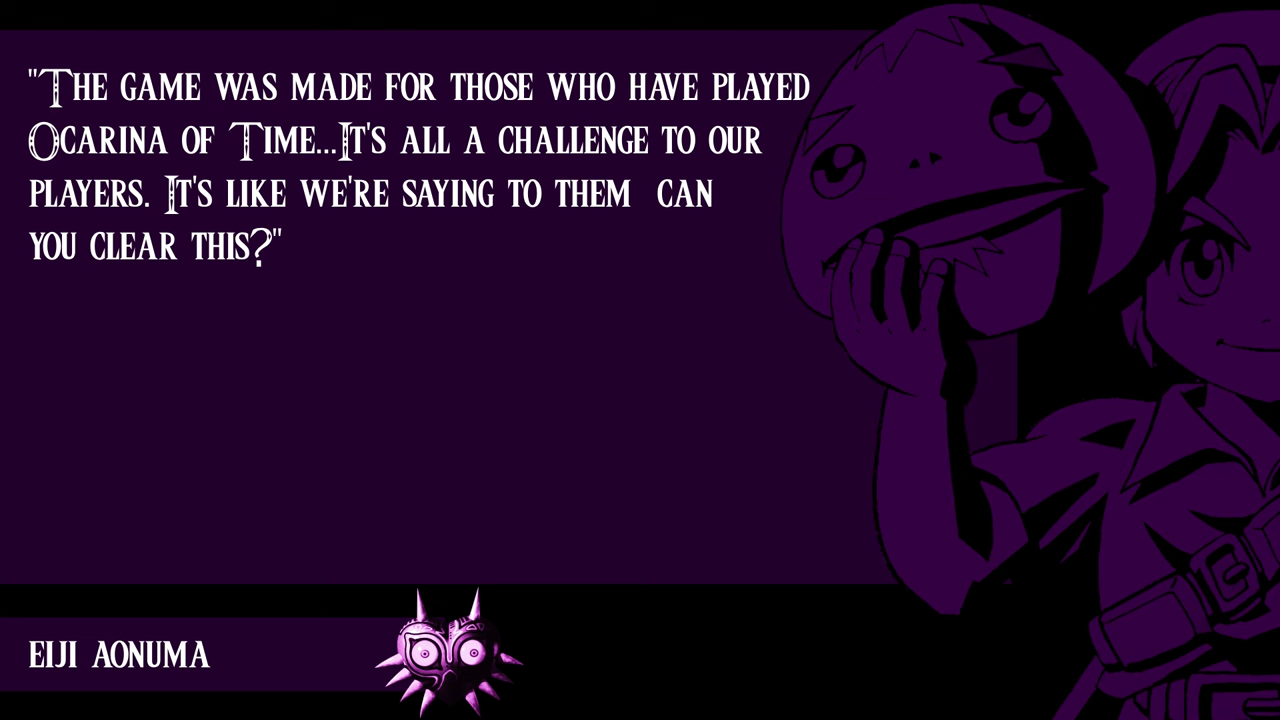 "The game was made for those who have played
Ocarina of Time...It's all a challenge to our
players. It's like we're saying to them  can
you clear this?"
Eiji Aonuma